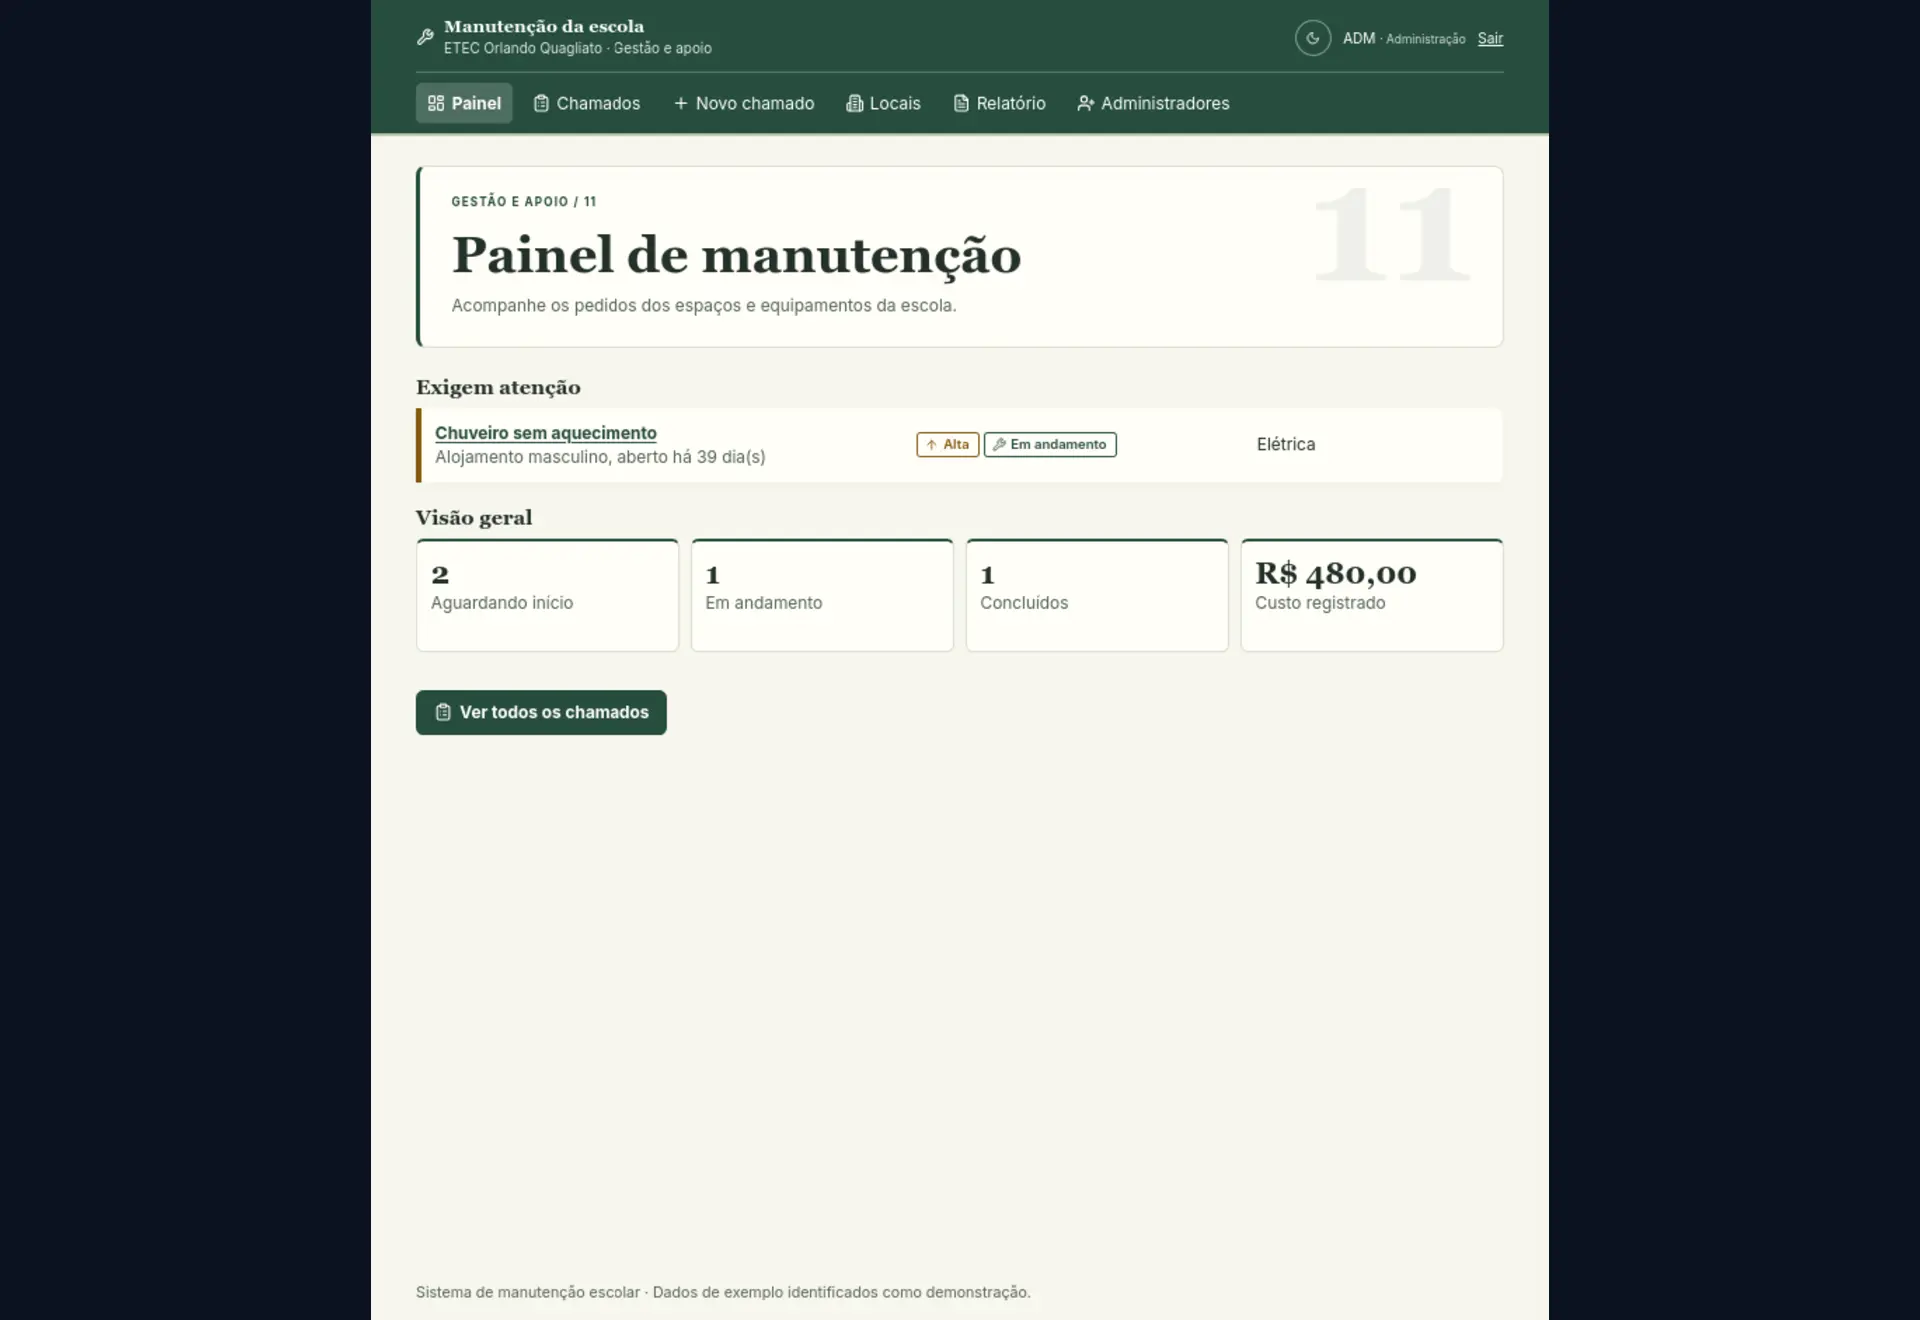 Manutenção da escola
ETEC Orlando Quagliato · Gestão e apoio
ADM · Administração Sair
Painel Chamados Novo chamado Locais Relatório Administradores
GESTÃO E APOIO / 11
11
Painel de manutenção
Acompanhe os pedidos dos espaços e equipamentos da escola.
Exigem atenção
Chuveiro sem aquecimento
Alojamento masculino, aberto há 39 dia(s)
Alta Em andamento Elétrica
Visão geral
2
Aguardando início
1
Em andamento
1
Concluídos
R$ 480,00
Custo registrado
Ver todos os chamados
Sistema de manutenção escolar · Dados de exemplo identificados como demonstração.